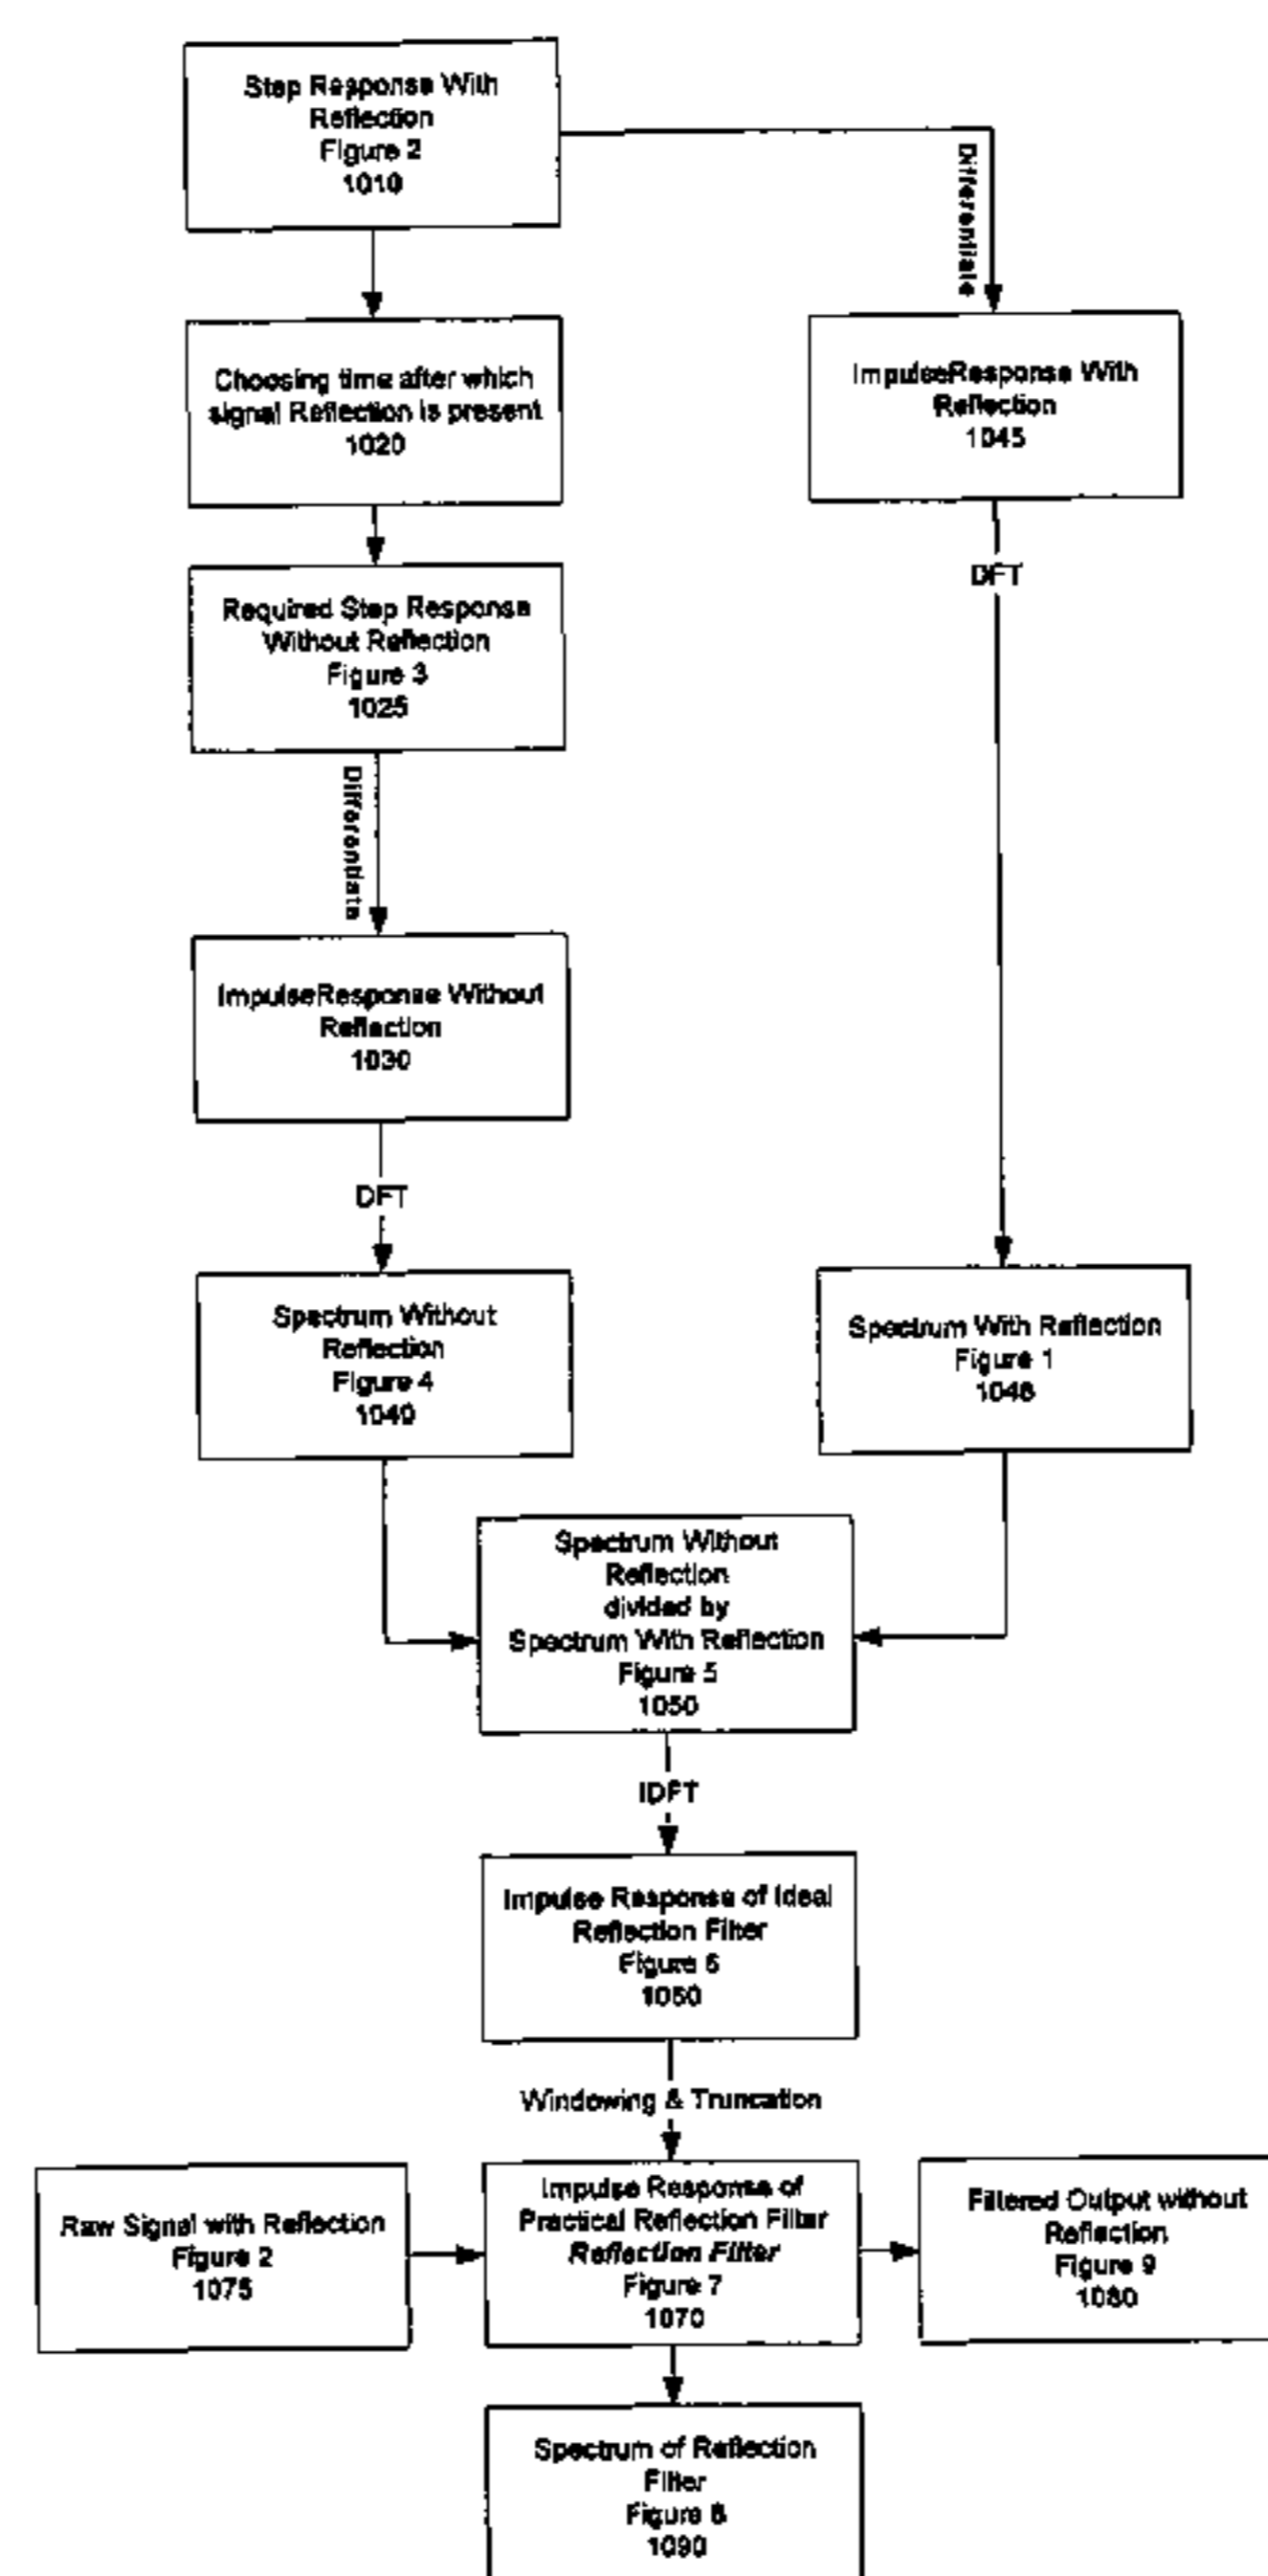 Step Response With
Reflection
Figure 2
1010
Differentiate
Choosing time after which
signal Reflection is present
1020
ImpulseResponse With
Reflection
1045
DFT
Required Step Response
Without Reflection
Figure 3
1025
Differentiate
ImpulseResponse Without
Reflection
1030
DFT
Spectrum Without
Reflection
Figure 4
1040
Spectrum With Reflection
Figure 1
1046
Spectrum Without
Reflection
divided by
Spectrum With Reflection
Figure 5
1050
IDFT
Impulse Response of Ideal
Reflection Filter
Figure 6
1060
Windowing & Truncation
Raw Signal with Reflection
Figure 2
1075
Impulse Response of
Practical Reflection Filter
Reflection Filter
Figure 7
1070
Filtered Output without
Reflection
Figure 9
1080
Spectrum of Reflection
Filter
Figure 8
1090